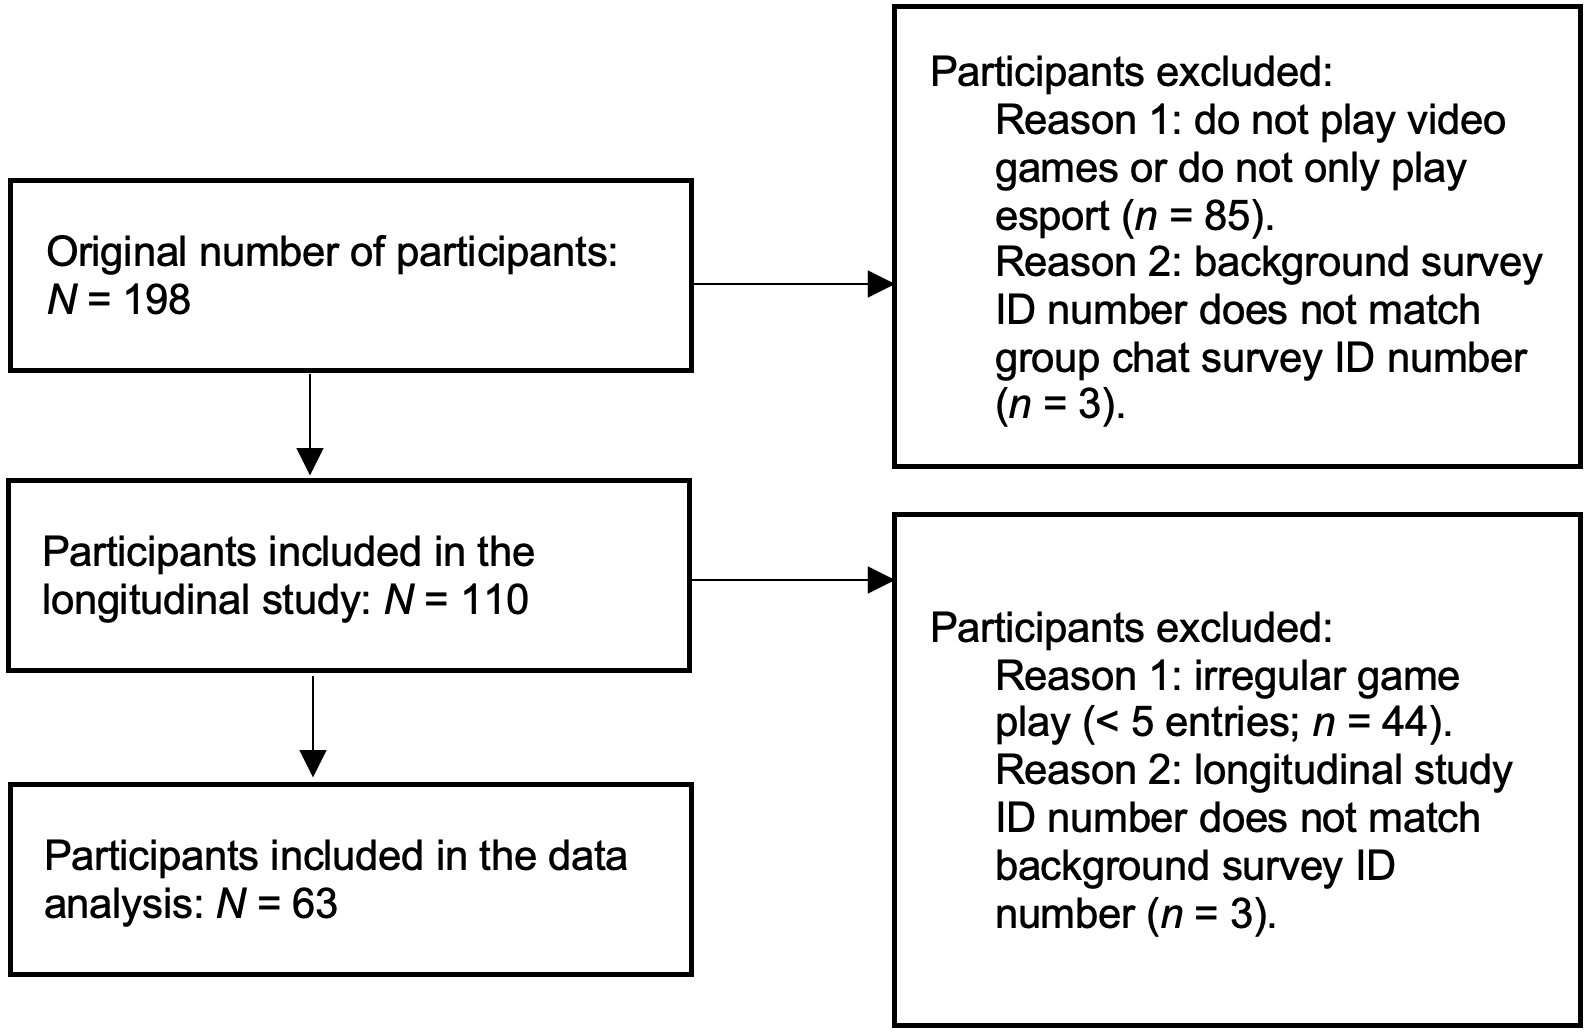 Original number of participants:
N = 198
Participants excluded:
Reason 1: do not play video
games or do not only play
esport (n = 85).
Reason 2: background survey
ID number does not match
group chat survey ID number
(n = 3).
Participants included in the
longitudinal study: N = 110
Participants excluded:
Reason 1: irregular game
play (< 5 entries; n = 44).
Reason 2: longitudinal study
ID number does not match
background survey ID
number (n = 3).
Participants included in the data
analysis: N = 63